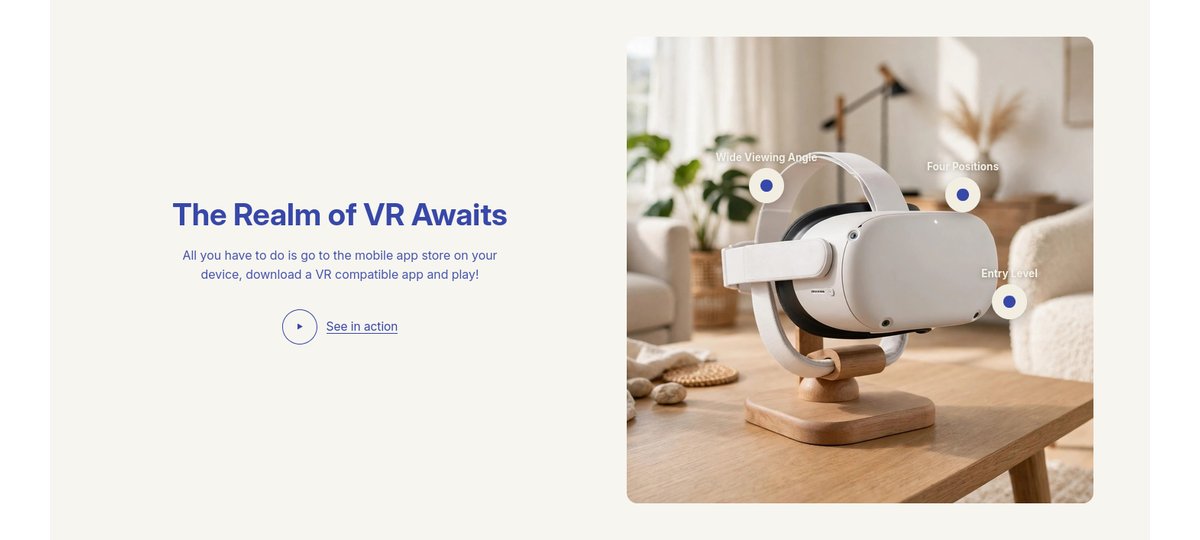 The Realm of VR Awaits
All you have to do is go to the mobile app store on your
device, download a VR compatible app and play!
See in action
Wide Viewing Angle
Four Positions
Entry Level